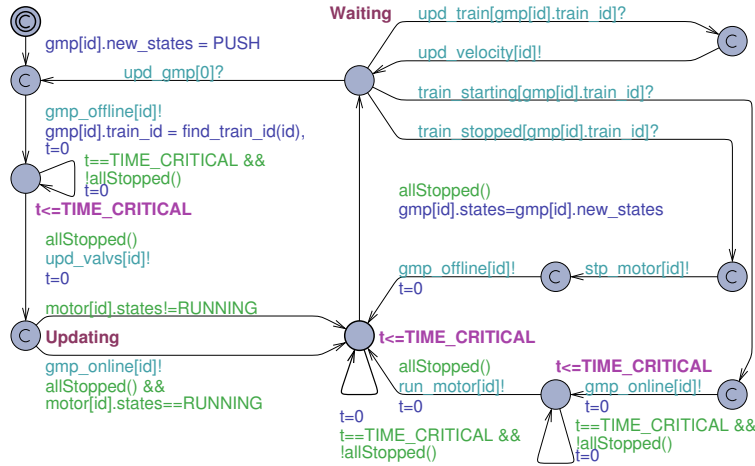 Waiting
upd_train[gmp[id].train_id]?
gmp[id].new_states = PUSH
upd_velocity[id]!
upd_gmp[0]?
train_starting[gmp[id].train_id]?
gmp_offline[id]!
gmp[id].train_id = find_train_id(id),
t=0
train_stopped[gmp[id].train_id]?
t==TIME_CRITICAL &&
!allStopped()
t=0
t<=TIME_CRITICAL
allStopped()
gmp[id].states=gmp[id].new_states
allStopped()
upd_valvs[id]!
t=0
gmp_offline[id]!
t=0
stp_motor[id]!
motor[id].states!=RUNNING
Updating
t<=TIME_CRITICAL
gmp_online[id]!
allStopped() &&
motor[id].states==RUNNING
t<=TIME_CRITICAL
allStopped()
run_motor[id]!
t=0
gmp_online[id]!
t=0
t=0
t==TIME_CRITICAL &&
!allStopped()
t==TIME_CRITICAL &&
!allStopped()
t=0
C
C
C
C
C
C
C